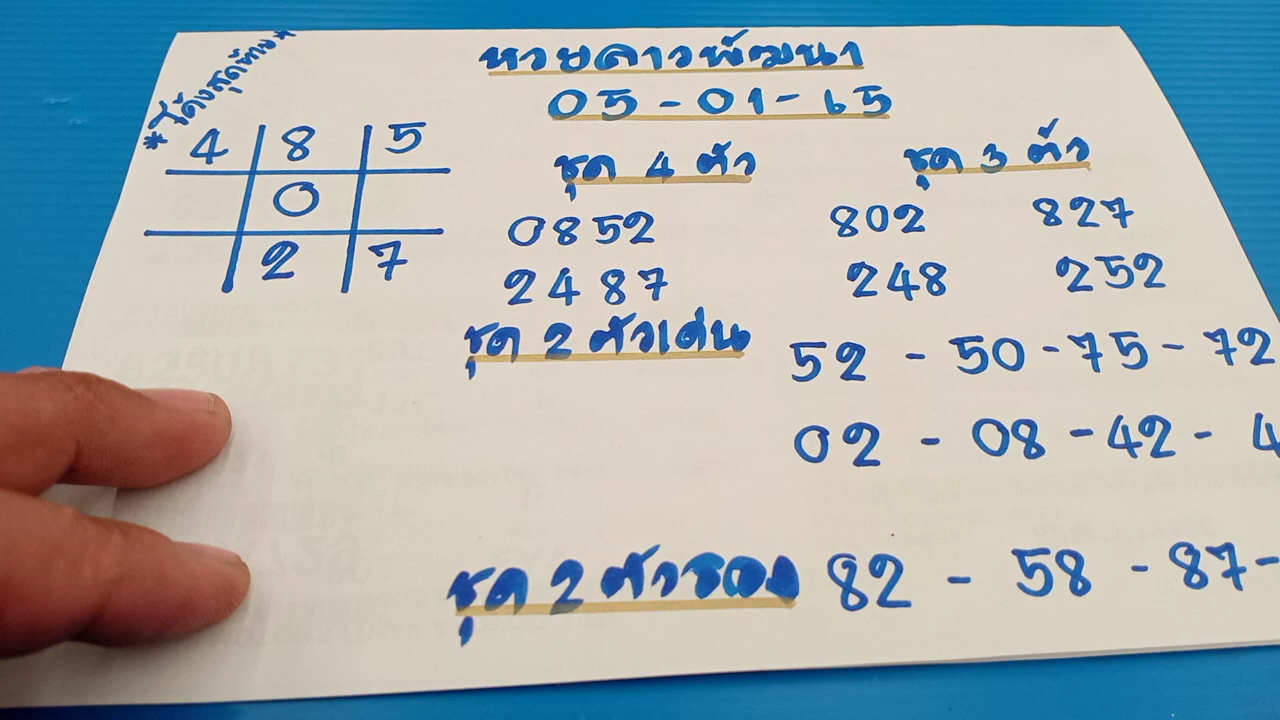 *โค้งสุดท้าย*
หวยลาวพัฒนา
05-01-65
4 8 5
0
2 7
ชุด 4 ตัว
0852
2487
ชุด 3 ตัว
802 827
248 252
ชุด 2 ตัวเด่น
52 - 50 - 75 - 72
02 - 08 - 42 - 4
ชุด 2 ตัวรอง 82 - 58 - 87 -